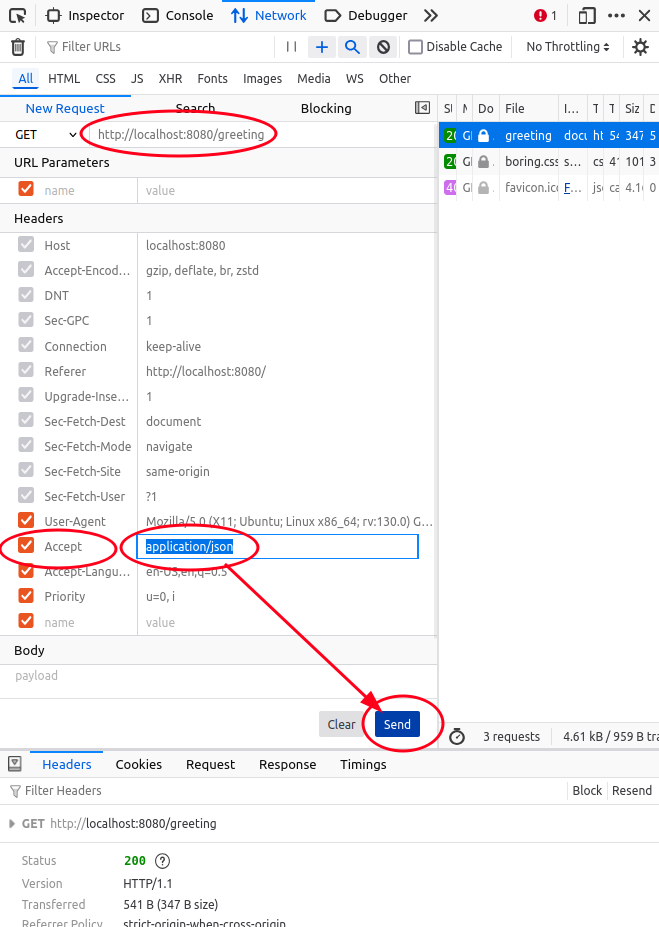 Inspector Console Network Debugger 1
Filter URLs Disable Cache No Throttling
All HTML CSS JS XHR Fonts Images Media WS Other
New Request Search Blocking
GET http://localhost:8080/greeting
URL Parameters
name value
Headers
Host localhost:8080
Accept-Encod… gzip, deflate, br, zstd
DNT 1
Sec-GPC 1
Connection keep-alive
Referer http://localhost:8080/
Upgrade-Inse… 1
Sec-Fetch-Dest document
Sec-Fetch-Mode navigate
Sec-Fetch-Site same-origin
Sec-Fetch-User ?1
User-Agent Mozilla/5.0 (X11; Ubuntu; Linux x86_64; rv:130.0) G…
Accept application/json
Accept-Langu… en-US,en;q=0.5
Priority u=0, i
name value
Body
payload
Clear Send
Do File I… T T Siz D
20 greeting docu ht 54 347 5
20 boring.css s… cs 41 101 3
40 favicon.ico F… jso ca 4.16 0
3 requests 4.61 kB / 959 B tra
Headers Cookies Request Response Timings
Filter Headers Block Resend
GET http://localhost:8080/greeting
Status 200 ?
Version HTTP/1.1
Transferred 541 B (347 B size)
Referrer Policy strict-origin-when-cross-origin